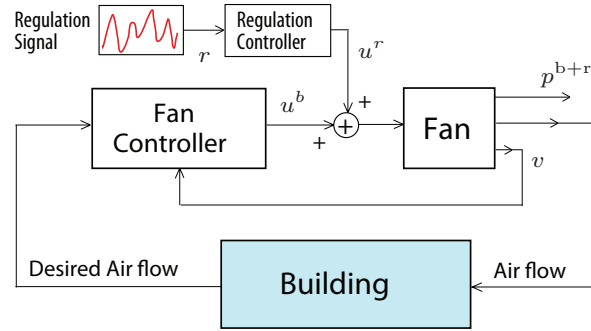 Regulation
Signal
r
Regulation
Controller
u^r
p^{b+r}
Fan
Controller
u^b
+
+
+
Fan
v
Desired Air flow
Building
Air flow